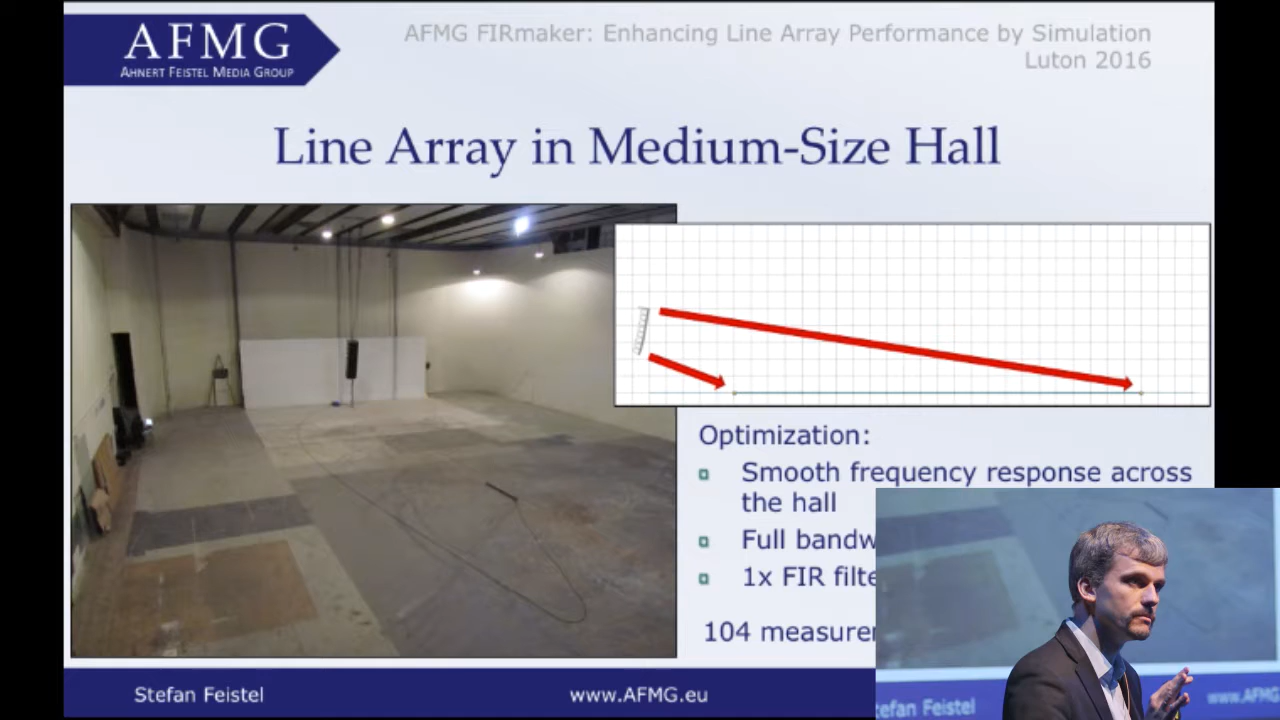 AFMG
AHNERT FEISTEL MEDIA GROUP
AFMG FIRmaker: Enhancing Line Array Performance by Simulation
Luton 2016
Line Array in Medium-Size Hall
Optimization:
Smooth frequency response across
the hall
Full bandw
1x FIR filte
104 measurer
Stefan Feistel
www.AFMG.eu
efan Feistel
www.AFMG